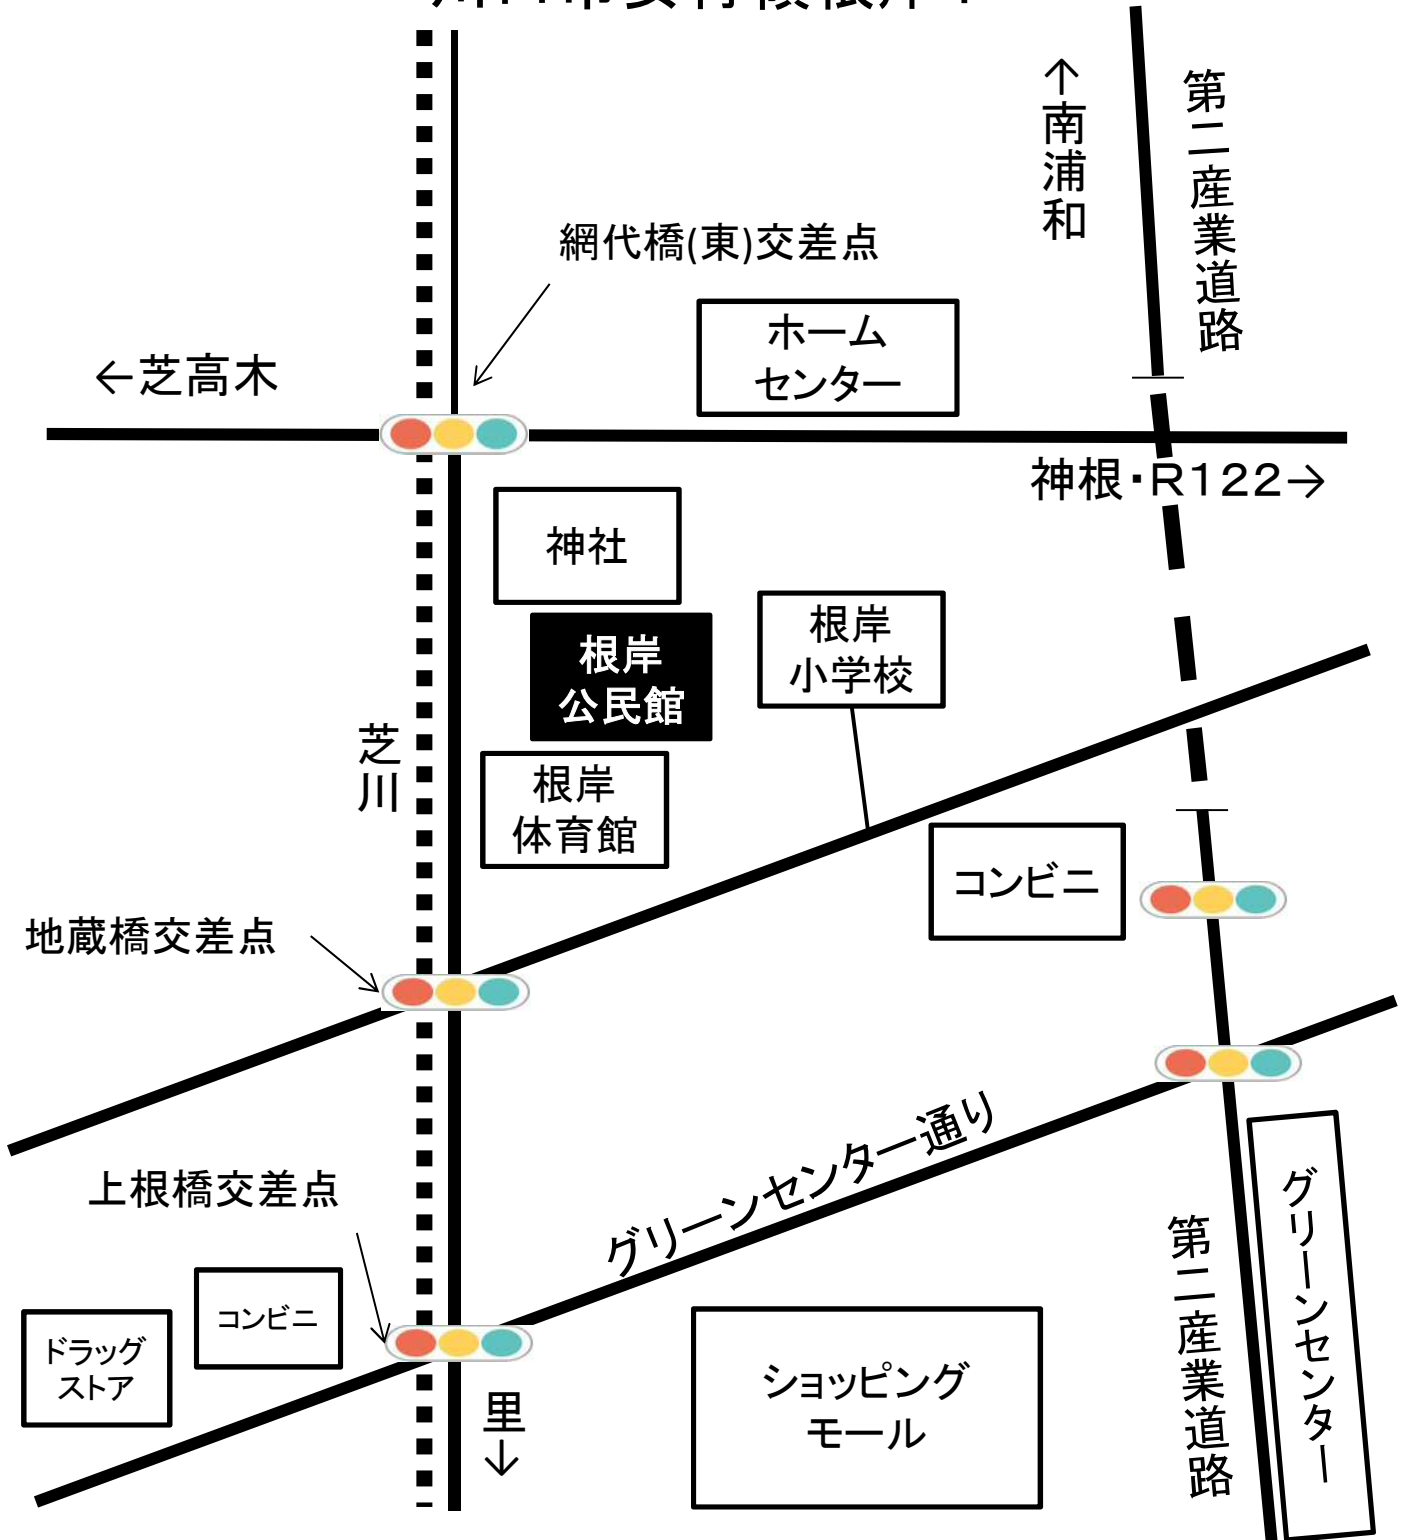 ↑南浦和
第二産業道路
網代橋(東)交差点
ホーム
センター
←芝高木
神根・R122→
神社
根岸
公民館
根岸
小学校
芝川
根岸
体育館
コンビニ
地蔵橋交差点
グリーンセンター通り
上根橋交差点
グリーンセンター
第二産業道路
コンビニ
ドラッグ
ストア
ショッピング
モール
里↓